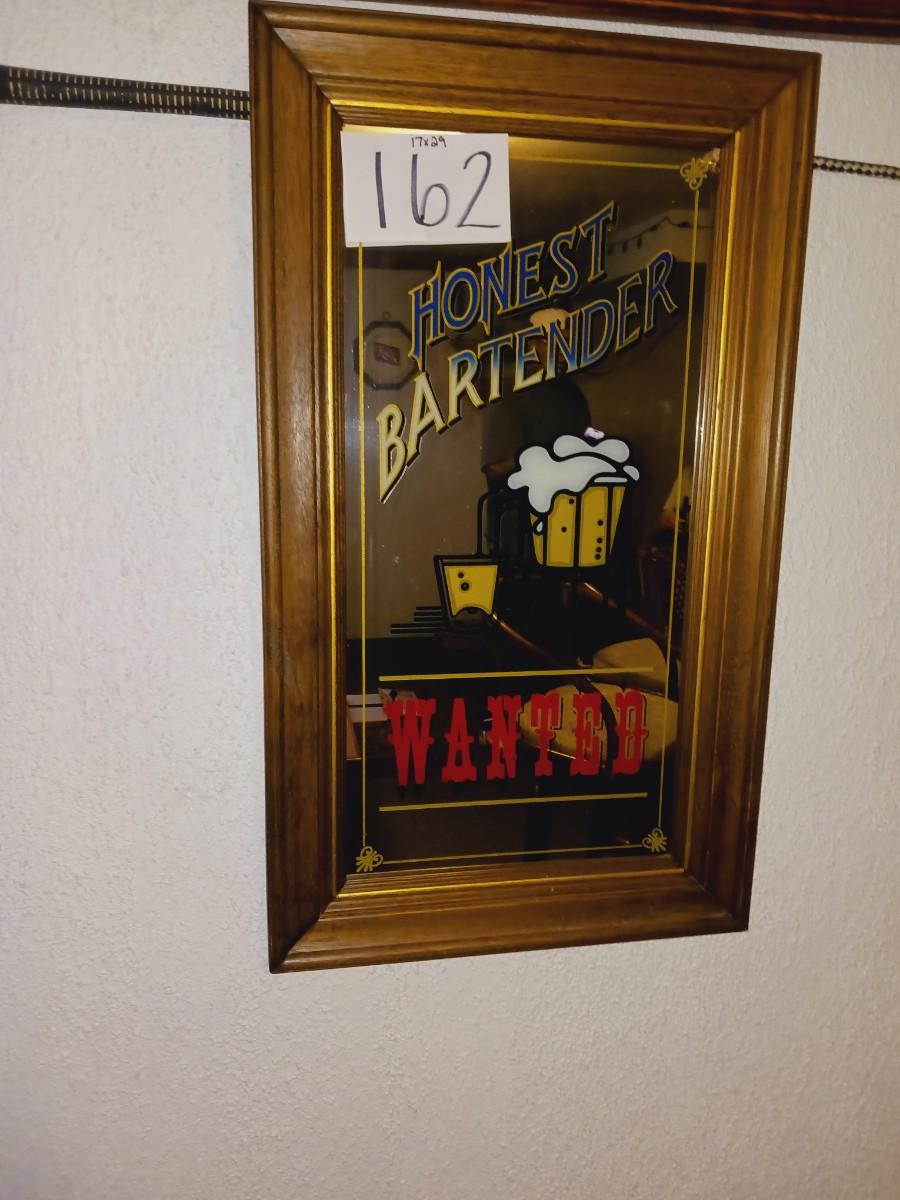 17x29
162
HONEST
BARTENDER
WANTED